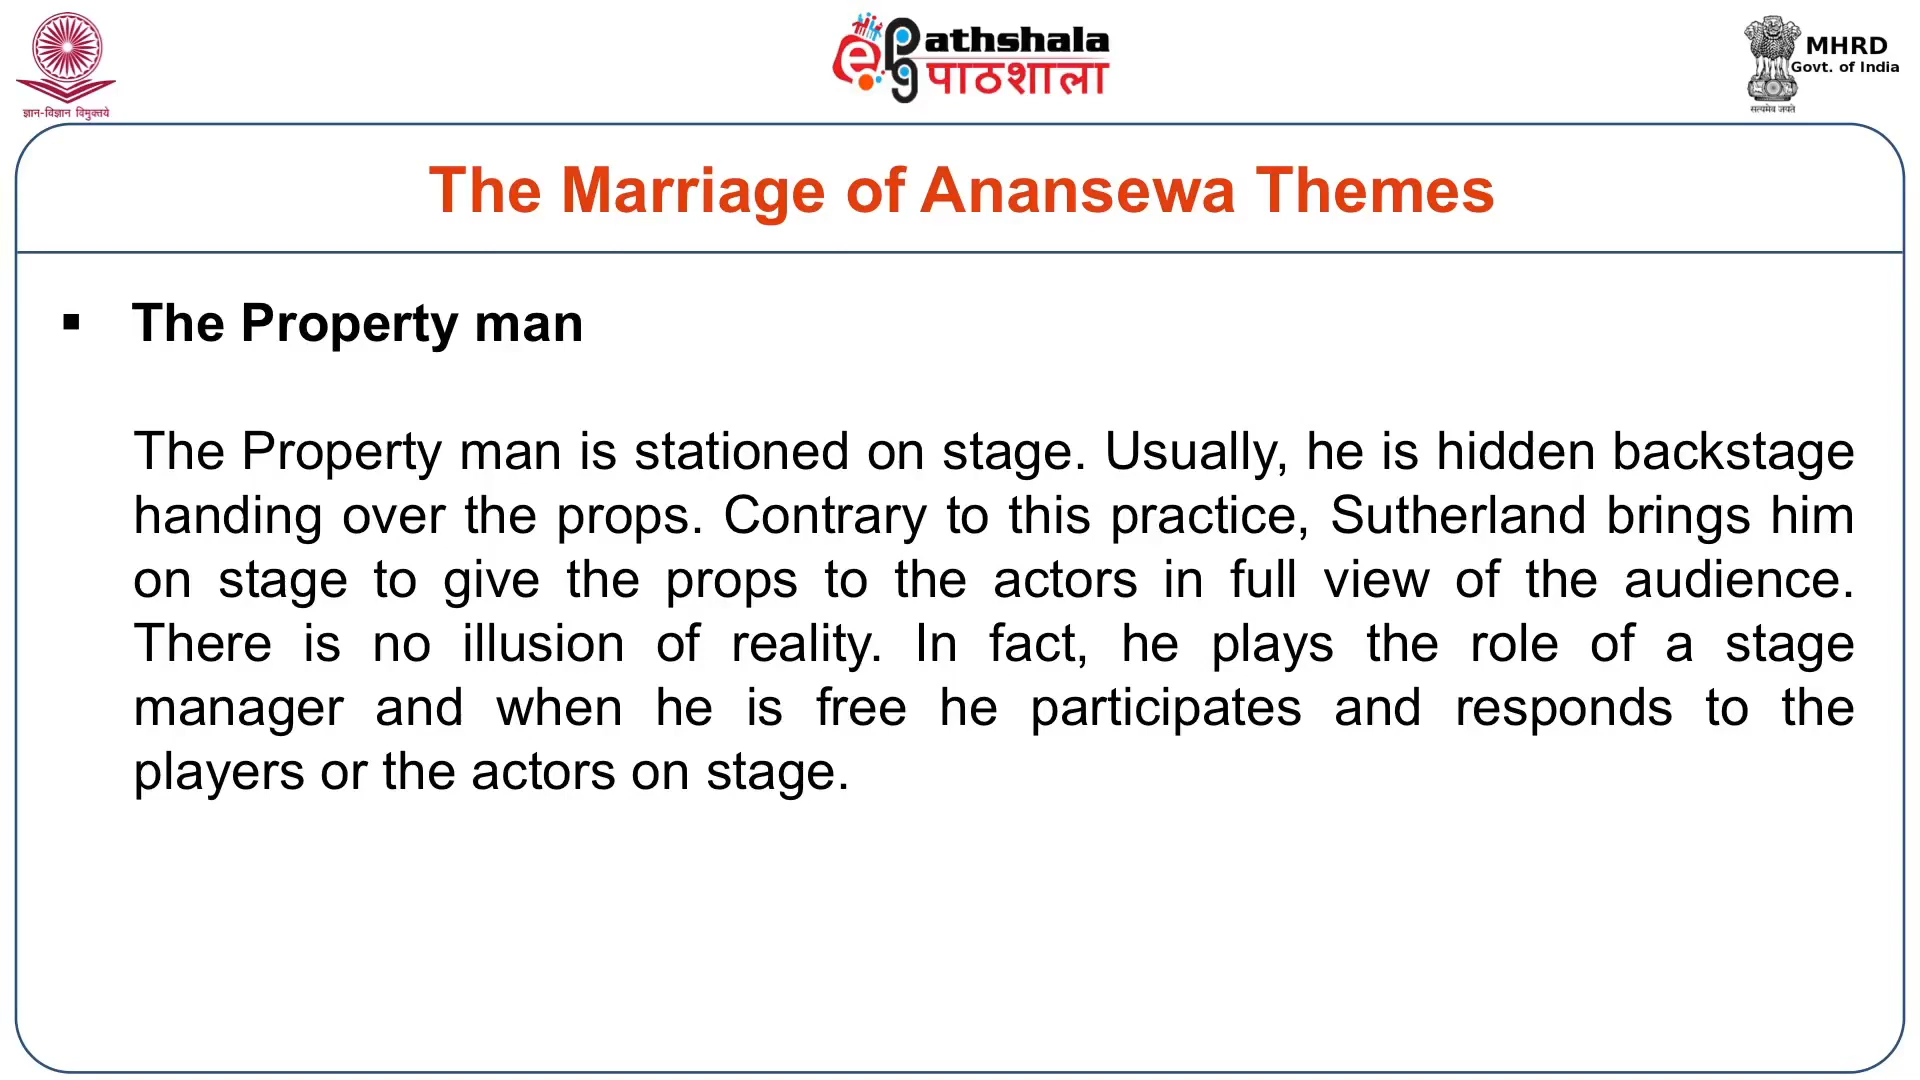 ज्ञान-विज्ञान विमुक्तये
e Pathshala
pg पाठशाला
MHRD
Govt. of India
सत्यमेव जयते
The Marriage of Anansewa Themes
▪ The Property man
The Property man is stationed on stage. Usually, he is hidden backstage
handing over the props. Contrary to this practice, Sutherland brings him
on stage to give the props to the actors in full view of the audience.
There is no illusion of reality. In fact, he plays the role of a stage
manager and when he is free he participates and responds to the
players or the actors on stage.